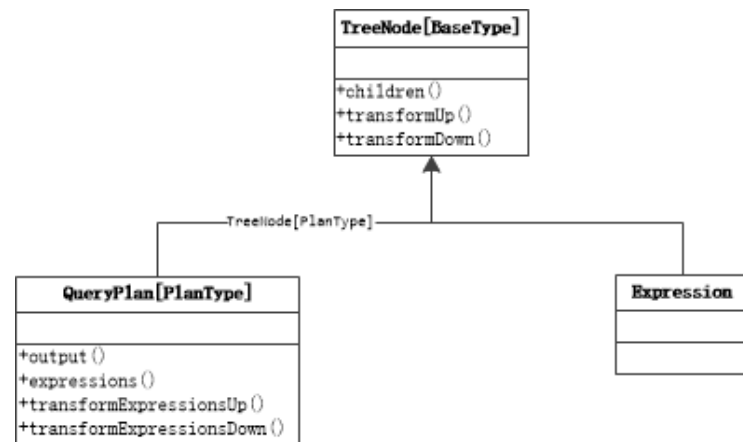 TreeNode[BaseType]
+children()
+transformUp()
+transformDown()
TreeNode[PlanType]
QueryPlan[PlanType]
+output()
+expressions()
+transformExpressionsUp()
+transformExpressionsDown()
Expression